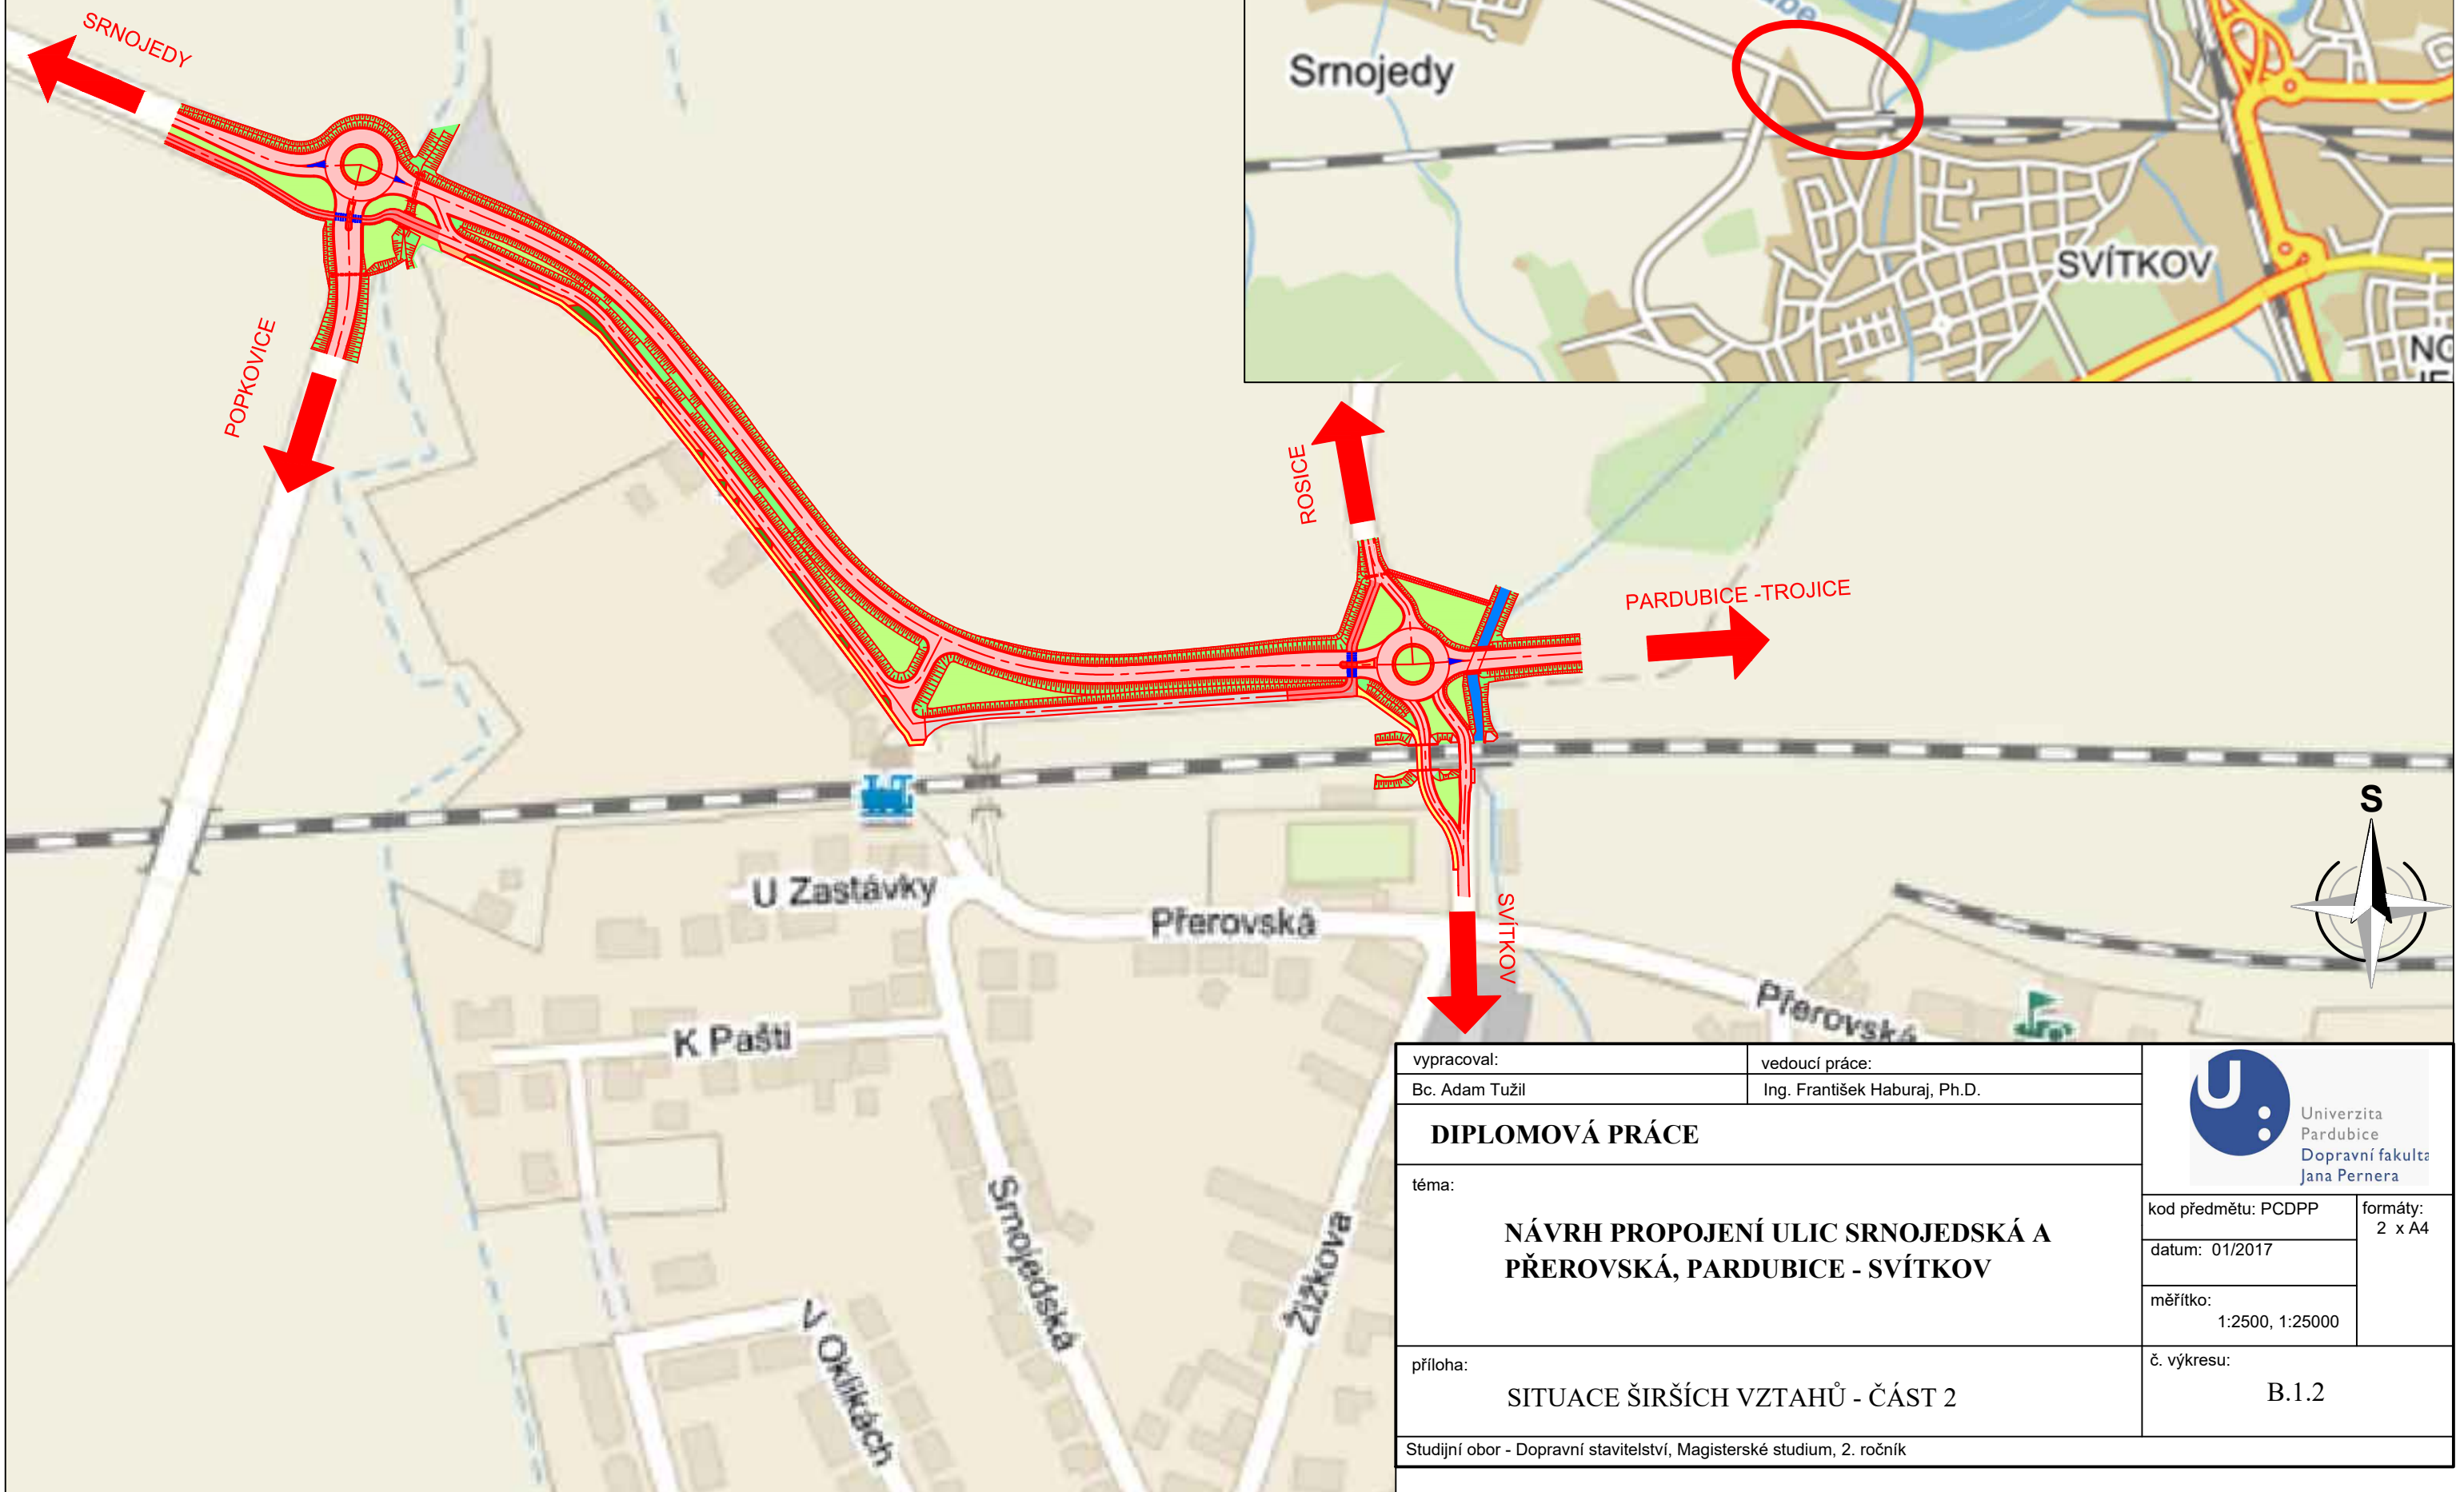 SRNOJEDY
POPKOVICE
Srnojedy
SVÍTKOV
ROSICE
PARDUBICE -TROJICE
SVÍTKOV
S
U Zastávky
Přerovská
Přerovská
K Pašti
Srnojedská
Žižkova
V Oklikách
vypracoval:
vedoucí práce:
Bc. Adam Tužil
Ing. František Haburaj, Ph.D.
DIPLOMOVÁ PRÁCE
téma:
NÁVRH PROPOJENÍ ULIC SRNOJEDSKÁ A
PŘEROVSKÁ, PARDUBICE - SVÍTKOV
příloha:
SITUACE ŠIRŠÍCH VZTAHŮ - ČÁST 2
Studijní obor - Dopravní stavitelství, Magisterské studium, 2. ročník
U:
Univerzita
Pardubice
Dopravní fakulta
Jana Pernera
kod předmětu: PCDPP
formáty:
2 x A4
datum: 01/2017
měřítko:
1:2500, 1:25000
č. výkresu:
B.1.2